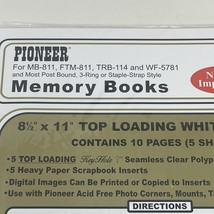 PIONEER
For MB-811, FTM-811, TRB-114 and WF-5781
and Most Post Bound, 3-Ring or Staple-Strap Style
Memory Books
8½" x 11" TOP LOADING WHIT
CONTAINS 10 PAGES (5 SH
• 5 TOP LOADING KeyHole Seamless Clear Polyp
• 5 Heavy Paper Scrapbook Inserts
• Digital Images Can Be Printed or Copied to Inserts
• Use with Pioneer Acid Free Photo Corners, Mounts, T
DIRECTIONS